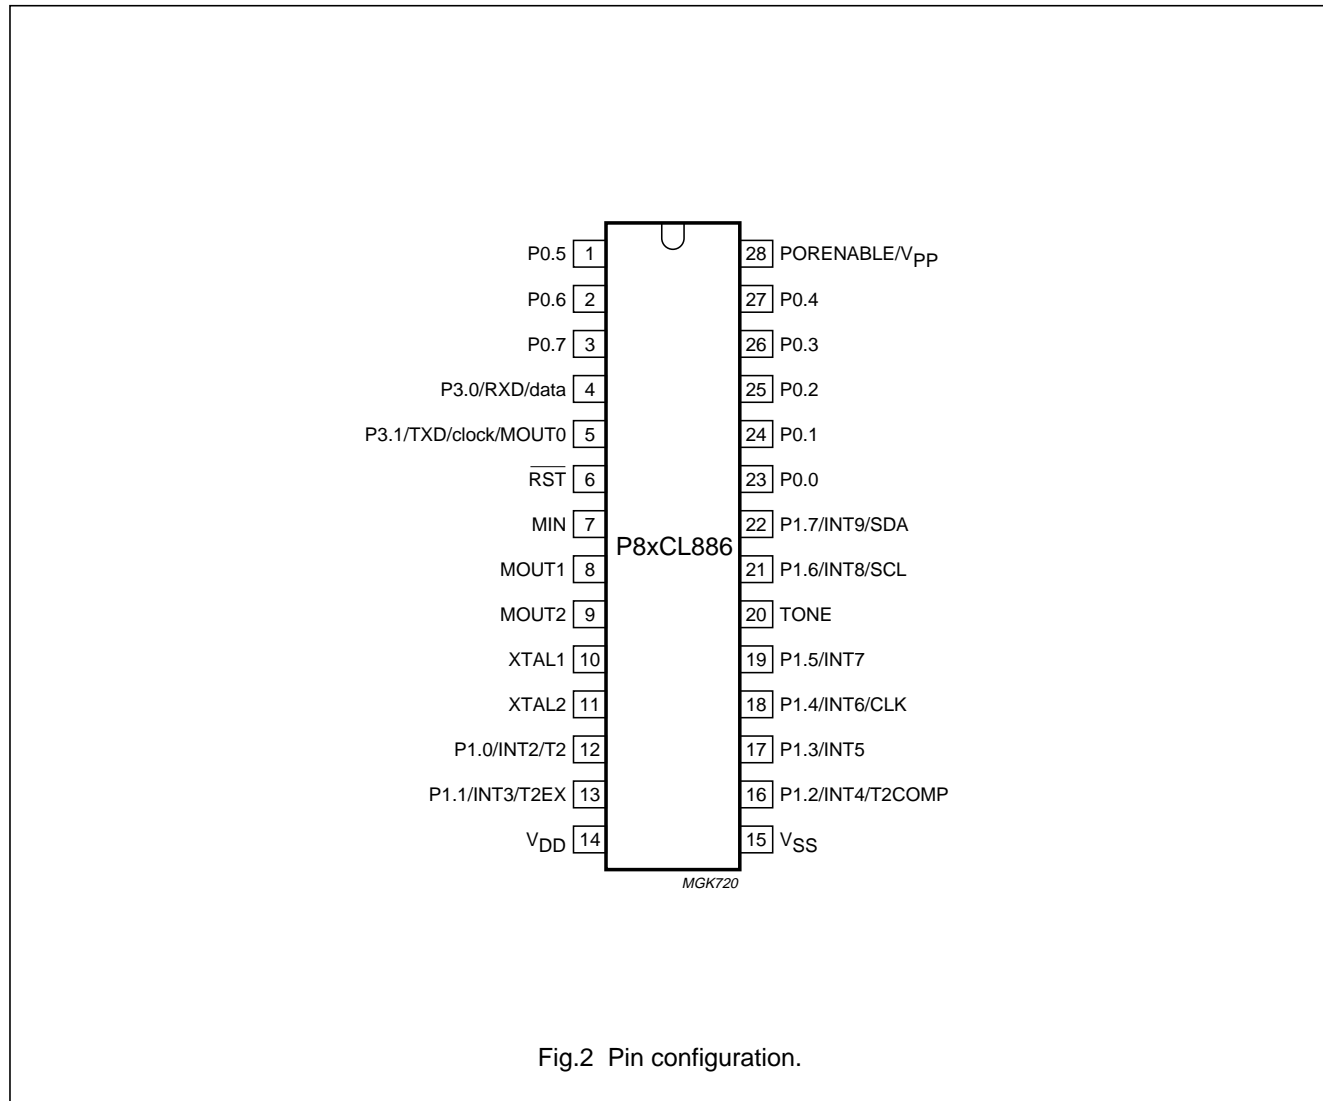 P0.5 1
P0.6 2
P0.7 3
P3.0/RXD/data 4
P3.1/TXD/clock/MOUT0 5
R̅S̅T̅ 6
MIN 7
MOUT1 8
MOUT2 9
XTAL1 10
XTAL2 11
P1.0/INT2/T2 12
P1.1/INT3/T2EX 13
VDD 14
P8xCL886
28 PORENABLE/VPP
27 P0.4
26 P0.3
25 P0.2
24 P0.1
23 P0.0
22 P1.7/INT9/SDA
21 P1.6/INT8/SCL
20 TONE
19 P1.5/INT7
18 P1.4/INT6/CLK
17 P1.3/INT5
16 P1.2/INT4/T2COMP
15 VSS
MGK720
Fig.2 Pin configuration.